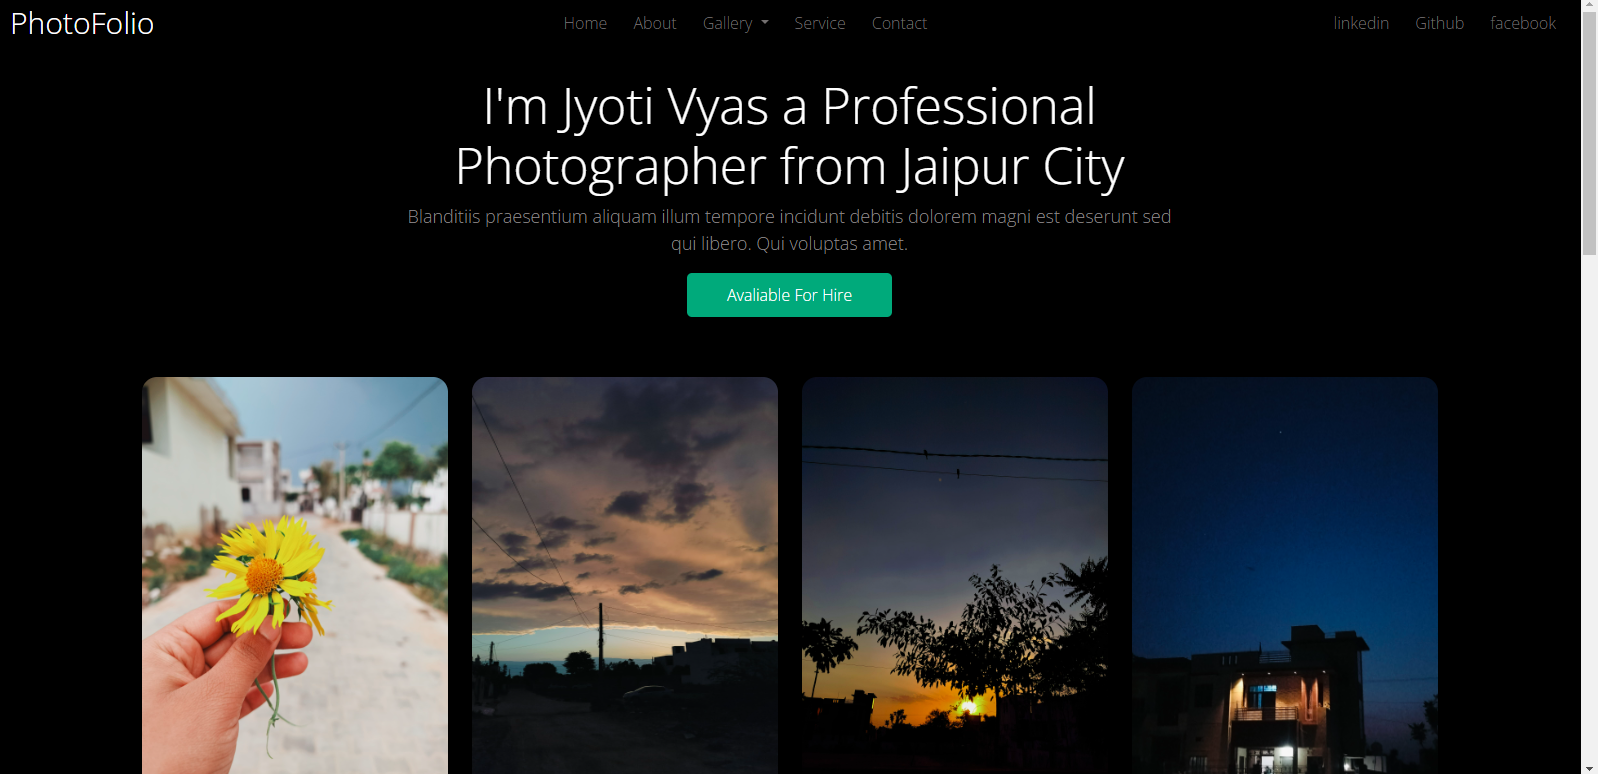 PhotoFolio
Home About Gallery Service Contact
linkedin Github facebook
I'm Jyoti Vyas a Professional
Photographer from Jaipur City
Blanditiis praesentium aliquam illum tempore incidunt debitis dolorem magni est deserunt sed
qui libero. Qui voluptas amet.
Avaliable For Hire